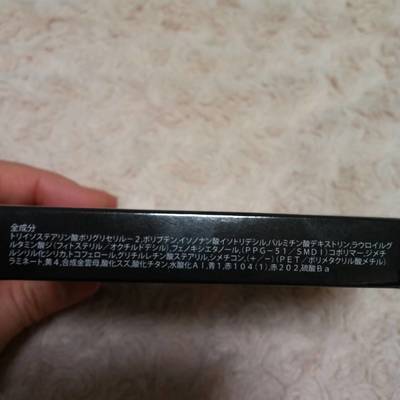 全成分
トリイソステアリン酸ポリグリセリル－2,ポリブテン,イソノナン酸イソトリデシル,パルミチン酸デキストリン,ラウロイルグ
ルタミン酸ジ(フィトステリル/オクチルドデシル),フェノキシエタノール,(PPG－51/SMDI)コポリマー,ジメチ
ルシリル化シリカ,トコフェロール,グリチルレチン酸ステアリル,シメチコン,(+/－)(PET/ポリメタクリル酸メチル)
ラミネート,黄4,合成金雲母,酸化スズ,酸化チタン,水酸化Al,青1,赤104(1),赤202,硫酸Ba